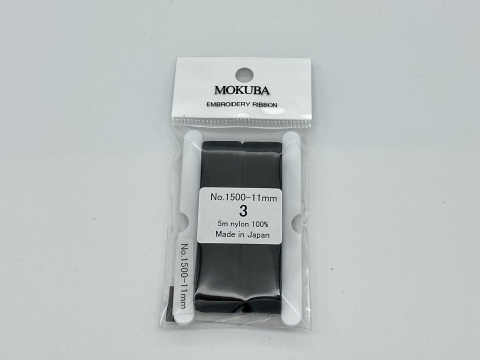 MOKUBA
EMBROIDERY RIBBON
No.1500-11mm
3
5m nylon 100%
Made in Japan
No.1500-11mm